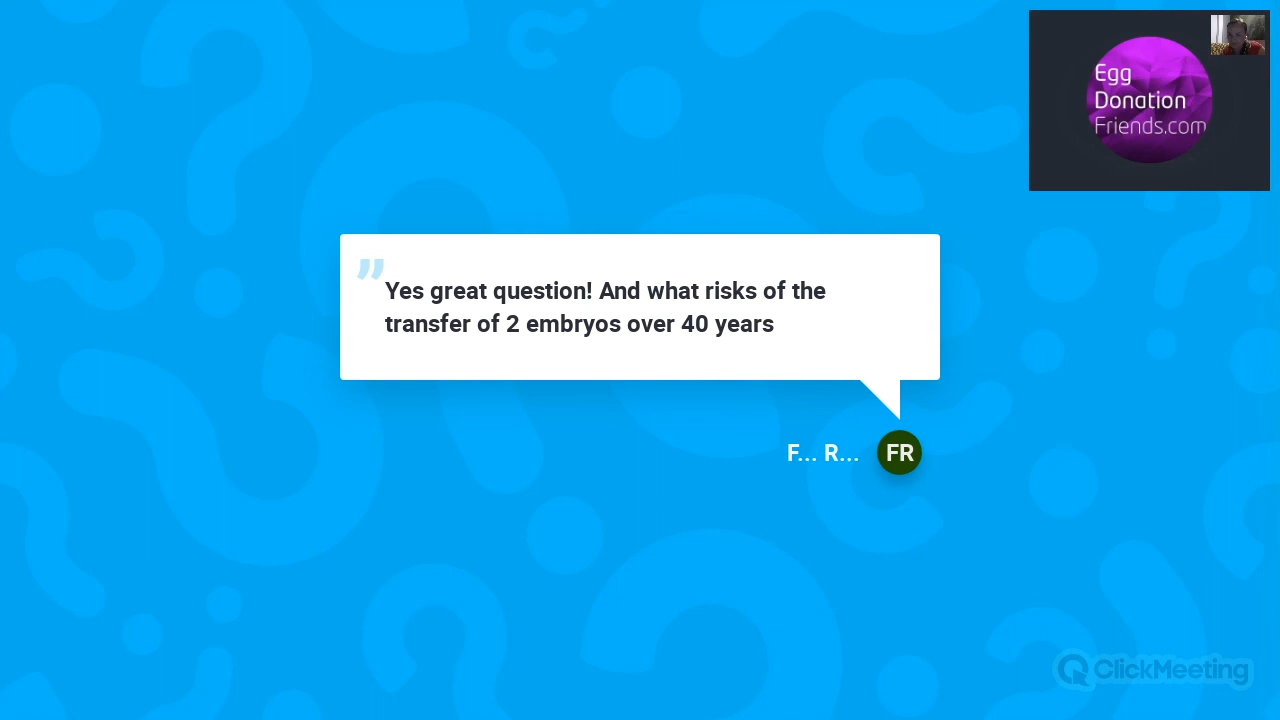 Egg
Donation
Friends.com
" Yes great question! And what risks of the
transfer of 2 embryos over 40 years
F... R... FR
ClickMeeting